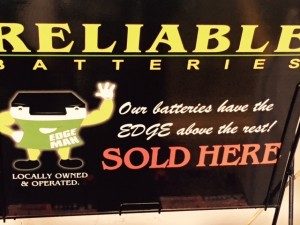 RELIABLE
BATTERIES
EDGE
MAN
Our batteries have the
EDGE above the rest!
SOLD HERE
LOCALLY OWNED
& OPERATED.